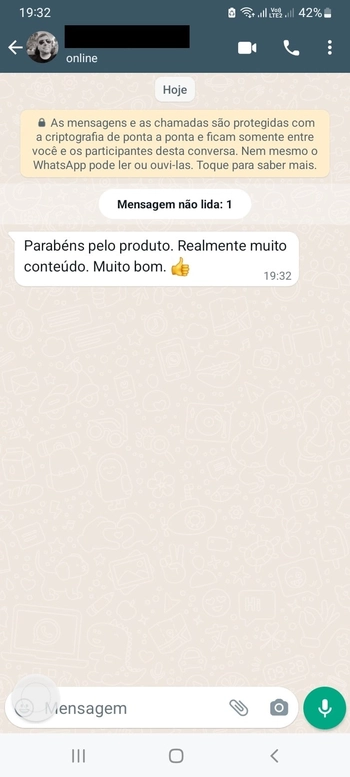 19:32
Vo))
LTE2
42%
online
Hoje
As mensagens e as chamadas são protegidas com
a criptografia de ponta a ponta e ficam somente entre
você e os participantes desta conversa. Nem mesmo o
WhatsApp pode ler ou ouvi-las. Toque para saber mais.
Mensagem não lida: 1
Parabéns pelo produto. Realmente muito
conteúdo. Muito bom. 👍
19:32
Mensagem